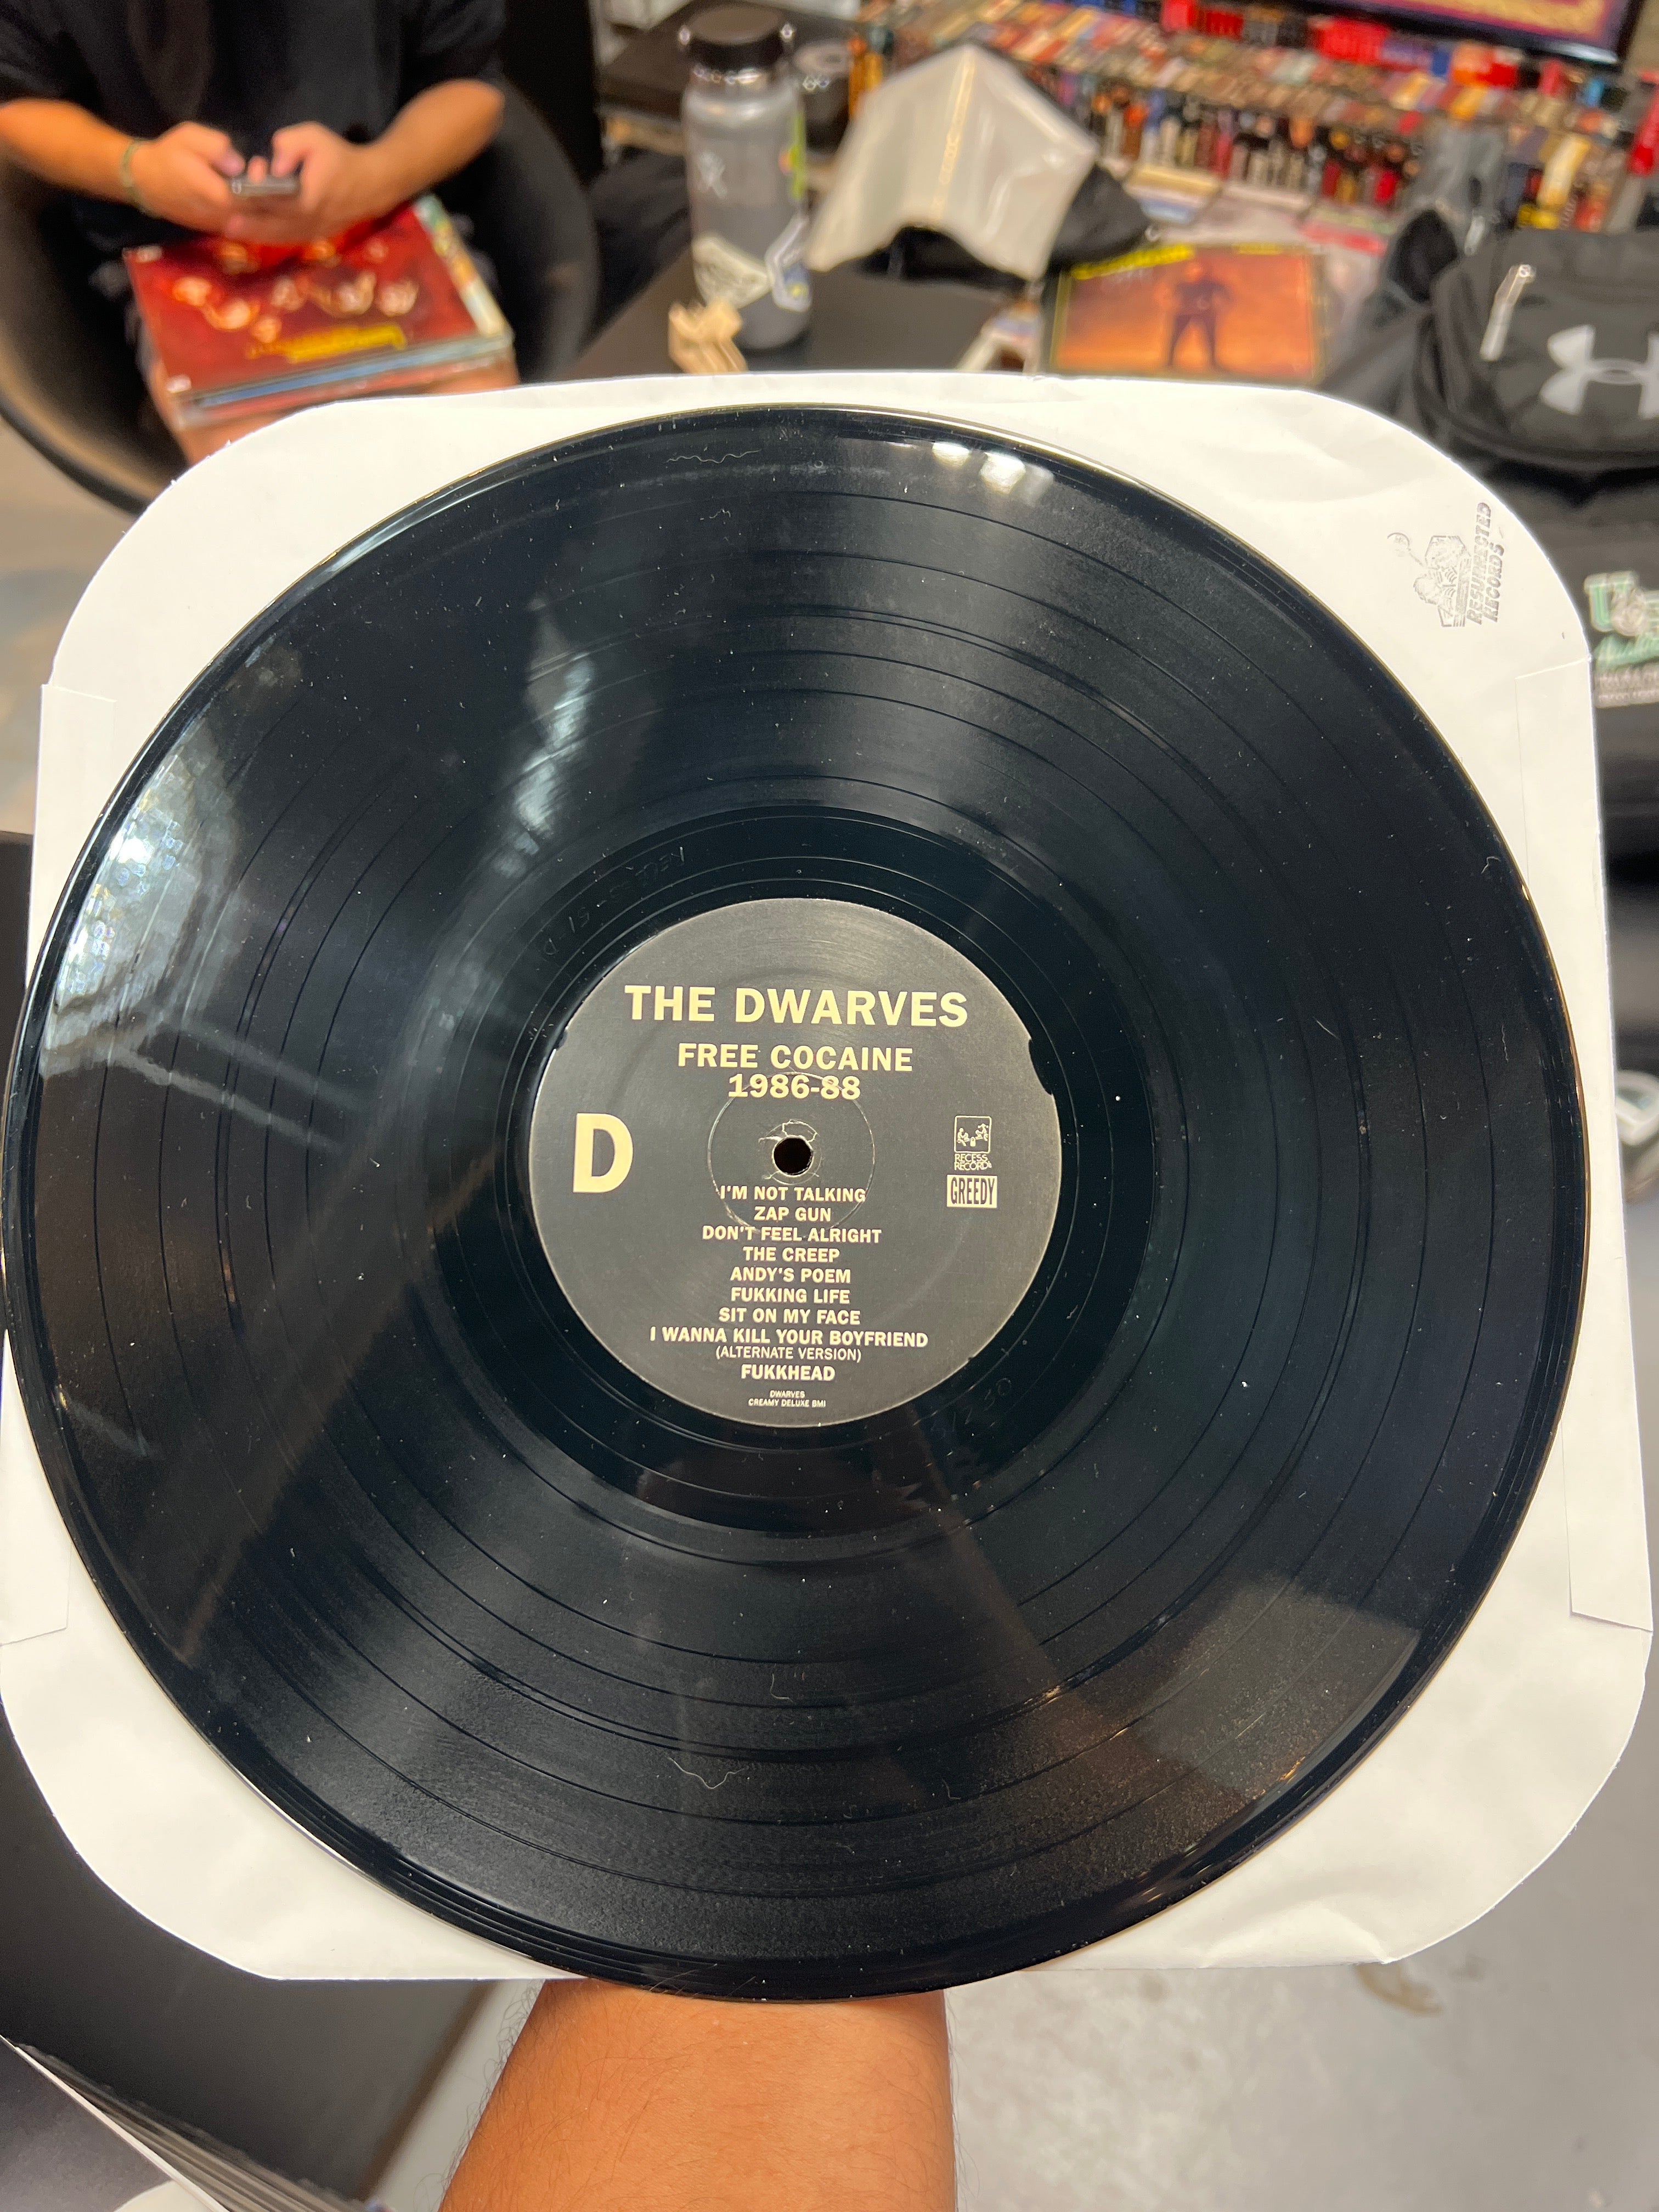 RESURRECTED
RECORDS
THE DWARVES
FREE COCAINE
1986-88
D
RECESS
RECORDS
GREEDY
I'M NOT TALKING
ZAP GUN
DON'T FEEL ALRIGHT
THE CREEP
ANDY'S POEM
FUKKING LIFE
SIT ON MY FACE
I WANNA KILL YOUR BOYFRIEND
(ALTERNATE VERSION)
FUKKHEAD
DWARVES
CREAMY DELUXE BMI